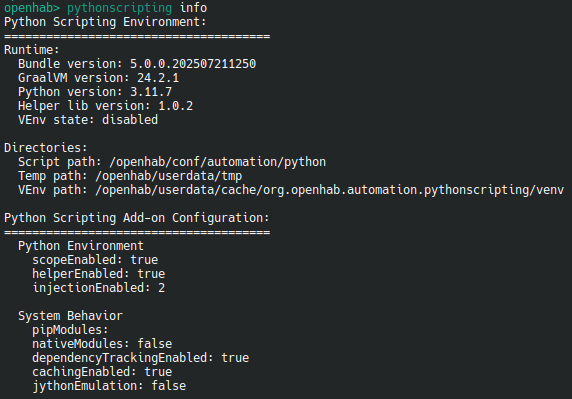 openhab> pythonscripting info
Python Scripting Environment:
======================================
Runtime:
  Bundle version: 5.0.0.202507211250
  GraalVM version: 24.2.1
  Python version: 3.11.7
  Helper lib version: 1.0.2
  VEnv state: disabled

Directories:
  Script path: /openhab/conf/automation/python
  Temp path: /openhab/userdata/tmp
  VEnv path: /openhab/userdata/cache/org.openhab.automation.pythonscripting/venv

Python Scripting Add-on Configuration:
======================================
  Python Environment
    scopeEnabled: true
    helperEnabled: true
    injectionEnabled: 2

  System Behavior
    pipModules:
    nativeModules: false
    dependencyTrackingEnabled: true
    cachingEnabled: true
    jythonEmulation: false